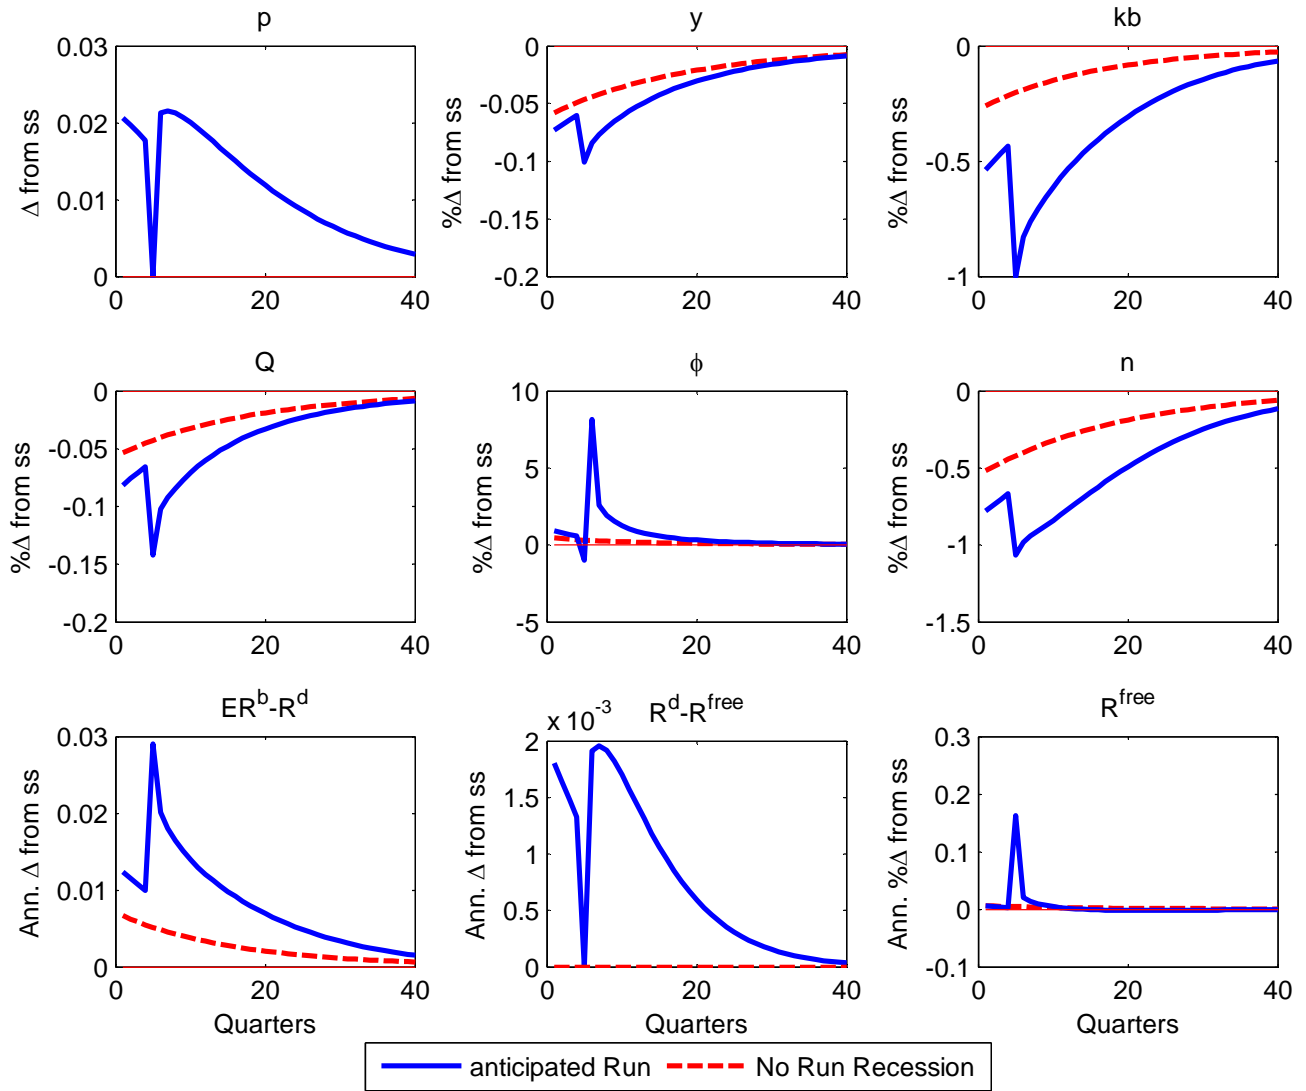 p
y
kb
0.03
0.02
0.01
0
Δ from ss
0
20
40
0
-0.05
-0.1
-0.15
-0.2
%Δ from ss
0
20
40
0
-0.5
-1
%Δ from ss
0
20
40
Q
ϕ
n
0
-0.05
-0.1
-0.15
-0.2
%Δ from ss
0
20
40
10
5
0
-5
%Δ from ss
0
20
40
0
-0.5
-1
-1.5
%Δ from ss
0
20
40
ER^b-R^d
x 10^-3
R^d-R^free
R^free
0.03
0.02
0.01
0
Ann. Δ from ss
0
20
40
Quarters
2
1.5
1
0.5
0
Ann. Δ from ss
0
20
40
Quarters
0.3
0.2
0.1
0
-0.1
Ann. %Δ from ss
0
20
40
Quarters
anticipated Run
No Run Recession